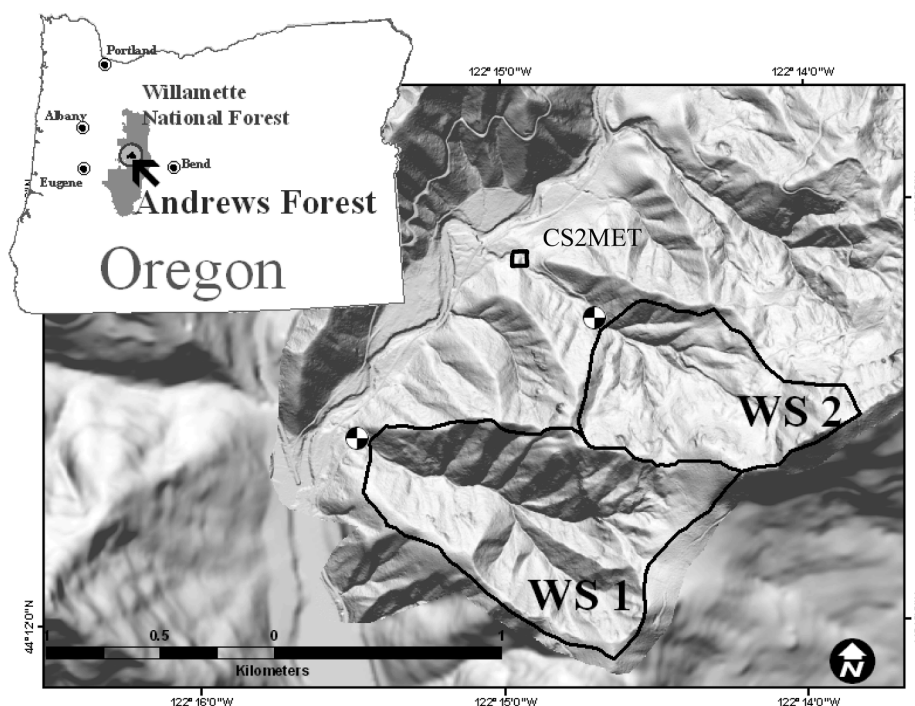 Portland
Willamette
National Forest
Albany
Bend
Eugene
Andrews Forest
Oregon
122°15'0"W
122°14'0"W
CS2MET
WS 2
WS 1
44°12'0"N
1
0.5
0
1
Kilometers
N
122°16'0"W
122°15'0"W
122°14'0"W